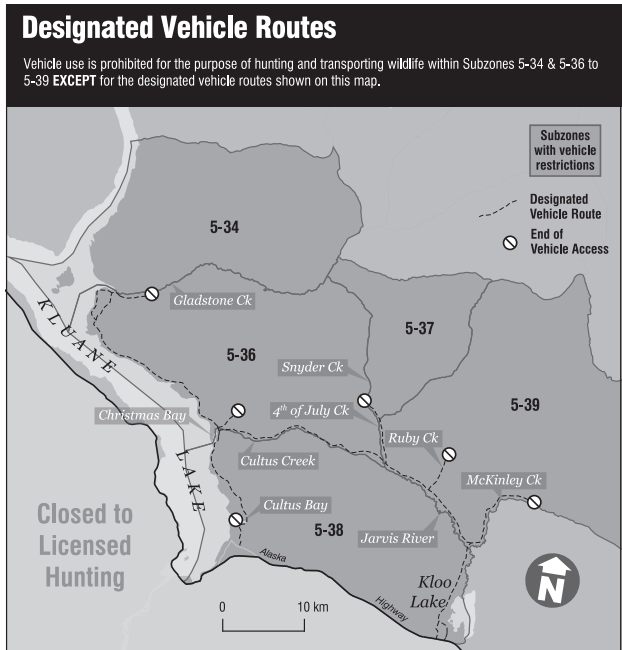 Designated Vehicle Routes
Vehicle use is prohibited for the purpose of hunting and transporting wildlife within Subzones 5-34 & 5-36 to
5-39 EXCEPT for the designated vehicle routes shown on this map.
Subzones
with vehicle
restrictions
Designated
Vehicle Route
End of
Vehicle Access
5-34
Gladstone Ck
KLUANE
5-37
5-36
Snyder Ck
5-39
4th of July Ck
Christmas Bay
Ruby Ck
LAKE
Cultus Creek
McKinley Ck
Cultus Bay
Closed to
Licensed
Hunting
5-38
Jarvis River
Alaska
Highway
Kloo
Lake
N
0 10 km